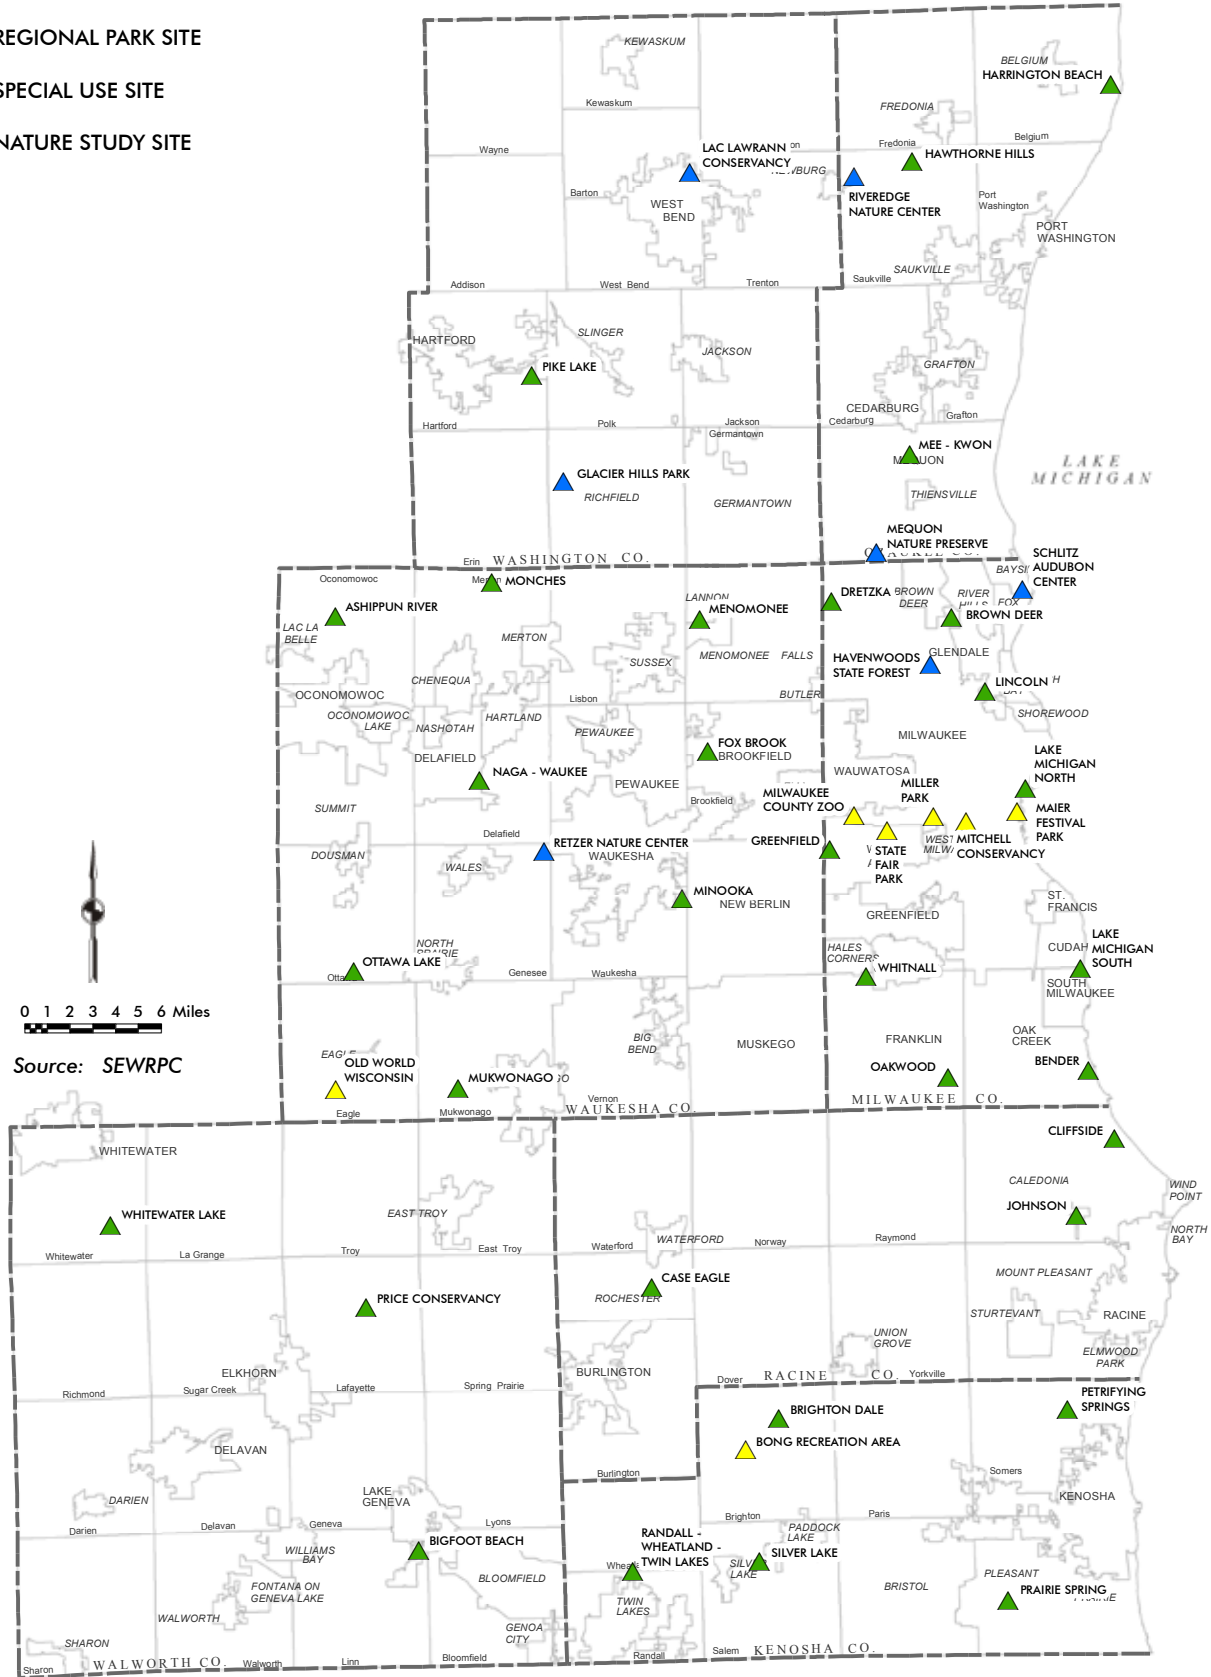 REGIONAL PARK SITE
SPECIAL USE SITE
NATURE STUDY SITE
KEWASKUM
BELGIUM
HARRINGTON BEACH
Kewaskum
FREDONIA
Belgium
Wayne
LAC LAWRANN
CONSERVANCY
Fredonia
HAWTHORNE HILLS
NEWBURG
Barton
WEST
BEND
RIVEREDGE
NATURE CENTER
Port
Washington
PORT
WASHINGTON
SAUKVILLE
Addison
West Bend
Trenton
Saukville
HARTFORD
SLINGER
JACKSON
PIKE LAKE
GRAFTON
CEDARBURG
Hartford
Polk
Jackson
Germantown
Cedarburg
Grafton
MEE - KWON
LAKE
MICHIGAN
GLACIER HILLS PARK
RICHFIELD
GERMANTOWN
THIENSVILLE
MEQUON
NATURE PRESERVE
Erin
WASHINGTON CO.
SCHLITZ
AUDUBON
CENTER
Oconomowoc
MONCHES
LANNON
DRETZKA
BROWN
DEER
RIVER
HILLS
FOX
ASHIPPUN RIVER
MENOMONEE
BROWN DEER
LAC LA
BELLE
MERTON
SUSSEX
MENOMONEE FALLS
HAVENWOODS
STATE FOREST
GLENDALE
CHENEQUA
OCONOMOWOC
Lisbon
BUTLER
LINCOLN
BAY
OCONOMOWOC
LAKE
NASHOTAH
HARTLAND
PEWAUKEE
SHOREWOOD
MILWAUKEE
FOX BROOK
BROOKFIELD
DELAFIELD
LAKE
MICHIGAN
NORTH
NAGA - WAUKEE
PEWAUKEE
WAUWATOSA
MILWAUKEE
COUNTY ZOO
MILLER
PARK
SUMMIT
Brookfield
MAIER
FESTIVAL
PARK
Delafield
RETZER NATURE CENTER
WAUKESHA
GREENFIELD
STATE
FAIR
PARK
WEST
MITCHELL
CONSERVANCY
DOUSMAN
WALES
MINOOKA
NEW BERLIN
ST.
FRANCIS
GREENFIELD
NORTH
PRAIRIE
HALES
CORNERS
LAKE
MICHIGAN
SOUTH
OTTAWA LAKE
Genesee
Waukesha
WHITNALL
SOUTH
MILWAUKEE
0 1 2 3 4 5 6 Miles
Source: SEWRPC
BIG
BEND
MUSKEGO
FRANKLIN
OAK
CREEK
EAGLE
OLD WORLD
WISCONSIN
MUKWONAGO
OAKWOOD
BENDER
Eagle
Mukwonago
Vernon
WAUKESHA CO.
MILWAUKEE CO.
WHITEWATER
CLIFFSIDE
CALEDONIA
WIND
POINT
WHITEWATER LAKE
EAST TROY
JOHNSON
NORTH
BAY
Whitewater
La Grange
Troy
East Troy
Waterford
WATERFORD
Norway
Raymond
PRICE CONSERVANCY
CASE EAGLE
ROCHESTER
MOUNT PLEASANT
STURTEVANT
RACINE
UNION
GROVE
ELMWOOD
PARK
ELKHORN
BURLINGTON
Richmond
Sugar Creek
Lafayette
Spring Prairie
Dover
RACINE CO.
Yorkville
BRIGHTON DALE
PETRIFYING
SPRINGS
BONG RECREATION AREA
DELAVAN
Burlington
Somers
KENOSHA
LAKE
GENEVA
DARIEN
Darien
Delavan
Geneva
Lyons
Brighton
Paris
PADDOCK
LAKE
WILLIAMS
BAY
BIGFOOT BEACH
RANDALL -
WHEATLAND -
TWIN LAKES
SILVER LAKE
SILVER
LAKE
BLOOMFIELD
FONTANA ON
GENEVA LAKE
PLEASANT
PRAIRIE SPRING
BRISTOL
TWIN
LAKES
WALWORTH
GENOA
CITY
SHARON
Sharon
WALWORTH CO.
Walworth
Linn
Bloomfield
Randall
Salem
KENOSHA CO.